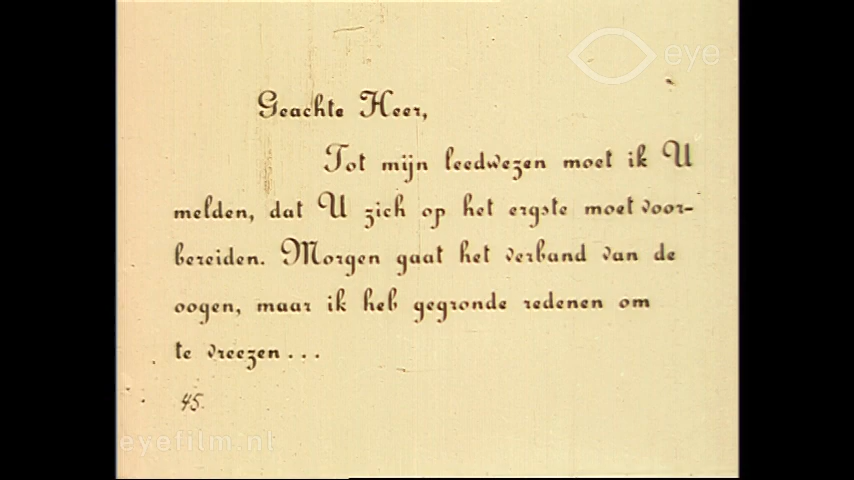 eye
Geachte Heer,
Tot mijn leedwezen moet ik U
melden, dat U zich op het ergste moet voor-
bereiden. Morgen gaat het verband van de
oogen, maar ik heb gegronde redenen om
te vreezen...
45.
eyefilm.nl